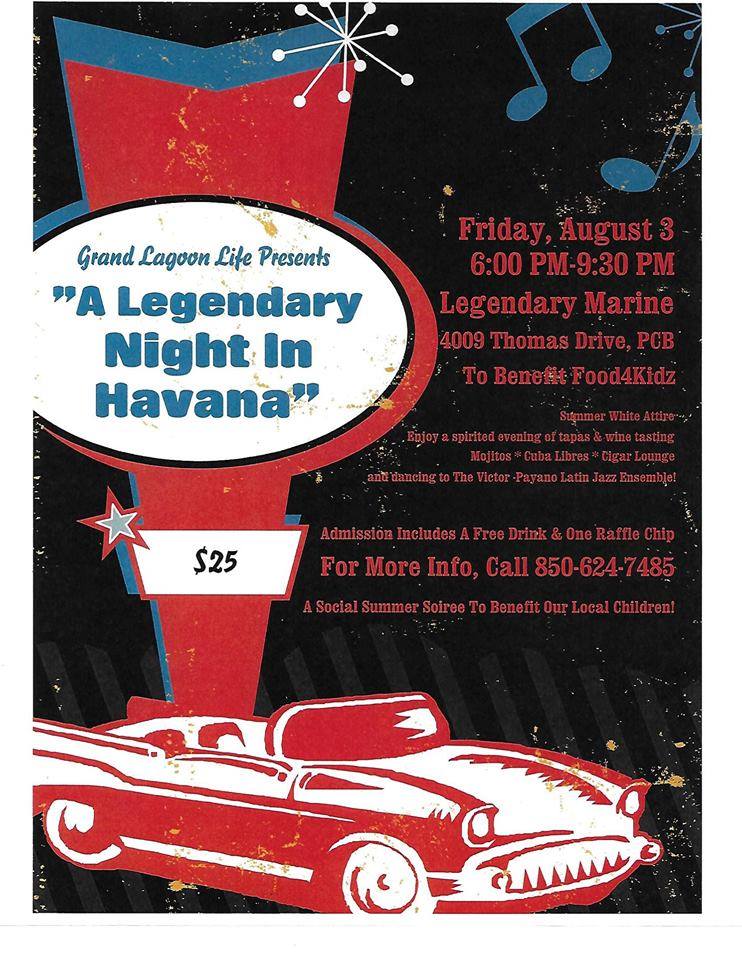 Grand Lagoon Life Presents
"A Legendary
Night In
Havana"
Friday, August 3
6:00 PM-9:30 PM
Legendary Marine
4009 Thomas Drive, PCB
To Benefit Food4Kidz
Summer White Attire
Enjoy a spirited evening of tapas & wine tasting
Mojitos * Cuba Libres * Cigar Lounge
and dancing to The Victor -Payano Latin Jazz Ensemble!
$25
Admission Includes A Free Drink & One Raffle Chip
For More Info, Call 850-624-7485
A Social Summer Soiree To Benefit Our Local Children!